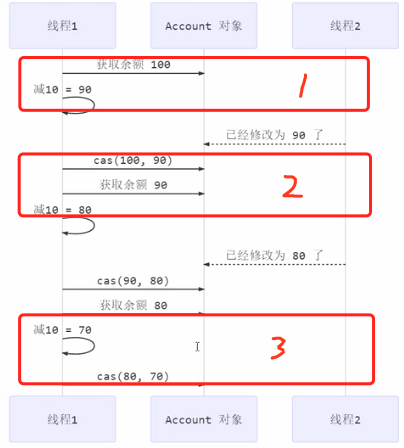 线程1 Account 对象 线程2
获取余额 100
减10 = 90
1
已经修改为 90 了
cas(100, 90)
获取余额 90
2
减10 = 80
已经修改为 80 了
cas(90, 80)
获取余额 80
减10 = 70
3
cas(80, 70)
线程1 Account 对象 线程2